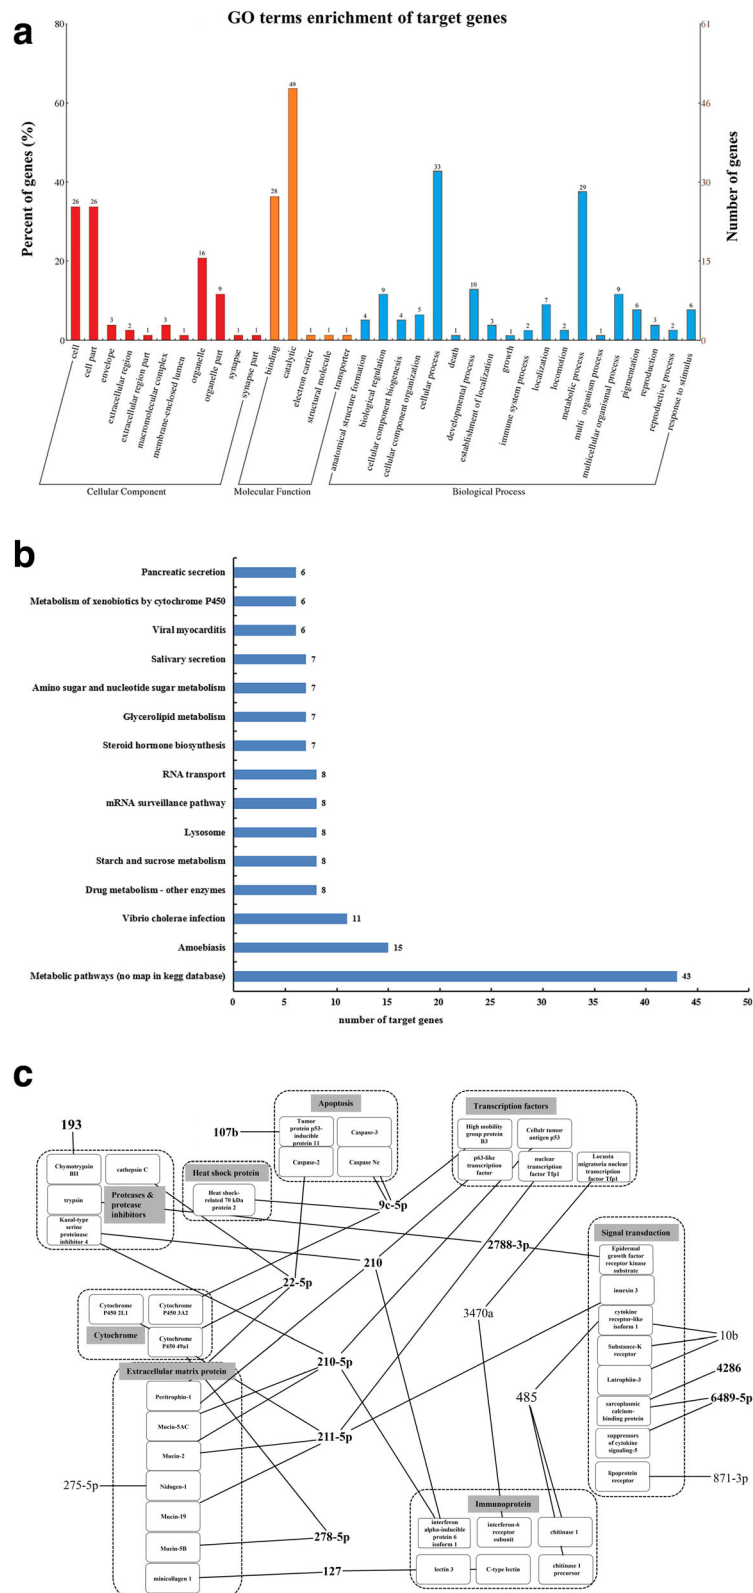 a
GO terms enrichment of target genes
Percent of genes (%)
80
60
40
20
0
Number of genes
61
46
30
15
0
26
26
3
2
1
3
1
16
9
1
1
28
49
1
1
1
4
9
4
5
33
1
10
3
1
2
7
2
29
1
9
6
3
2
6
cell
cell part
envelope
extracellular region
extracellular region part
macromolecular complex
membrane-enclosed lumen
organelle
organelle part
synapse
synapse part
binding
catalytic
electron carrier
structural molecule
transporter
anatomical structure formation
biological regulation
cellular component biogenesis
cellular component organization
cellular process
death
developmental process
establishment of localization
growth
immune system process
localization
locomotion
metabolic process
multi organism process
multicellular organismal process
pigmentation
reproduction
reproductive process
response to stimulus
Cellular Component
Molecular Function
Biological Process
b
Pancreatic secretion 6
Metabolism of xenobiotics by cytochrome P450 6
Viral myocarditis 6
Salivary secretion 7
Amino sugar and nucleotide sugar metabolism 7
Glycerolipid metabolism 7
Steroid hormone biosynthesis 7
RNA transport 8
mRNA surveillance pathway 8
Lysosome 8
Starch and sucrose metabolism 8
Drug metabolism - other enzymes 8
Vibrio cholerae infection 11
Amoebiasis 15
Metabolic pathways (no map in kegg database) 43
0 5 10 15 20 25 30 35 40 45 50
number of target genes
c
193
107b
Apoptosis
Tumor
protein p53-
inducible
protein 11
Caspase-3
Caspase-2
Caspase Nc
Transcription factors
High mobility
group protein
B3
Cellulr tumor
antigen p53
p63-like
transcription
factor
nuclear
transcription
factor Tfp1
Locusta
migratoria nuclear
transcription
factor Tfp1
Chymotrypsin
BII
cathepsin C
trypsin
Proteases &
protease
inhibitors
Kazal-type
serine
proteinase
inhibitor 4
Heat shock protein
Heat shock-
related 70 kDa
protein 2
9c-5p
2788-3p
210
22-5p
3470a
Signal transduction
Epidermal
growth factor
receptor kinase
substrate
innexin 3
cytokine
receptor-like
isoform 1
Substance-K
receptor
Latrophiin-3
sarcoplasmic
calcium-
binding protein
suppressors
of cytokine
signaling-5
lipoprotein
receptor
10b
4286
6489-5p
871-3p
Cytochrome
P450 2L1
Cytochrome
P450 3A2
Cytochrome
Cytochrome
P450 49a1
Extracellular matrix protein
Peritrophin-1
Mucin-5AC
Mucin-2
Nidogen-1
Mucin-19
Mucin-5B
minicollagen 1
210-5p
211-5p
485
275-5p
278-5p
127
Immunoprotein
interferon
alpha-inducible
protein 6
isoform 1
interferon-6
receptor
subunit
chitinase 1
lectin 3
C-type lectin
chitinase 1
precursor